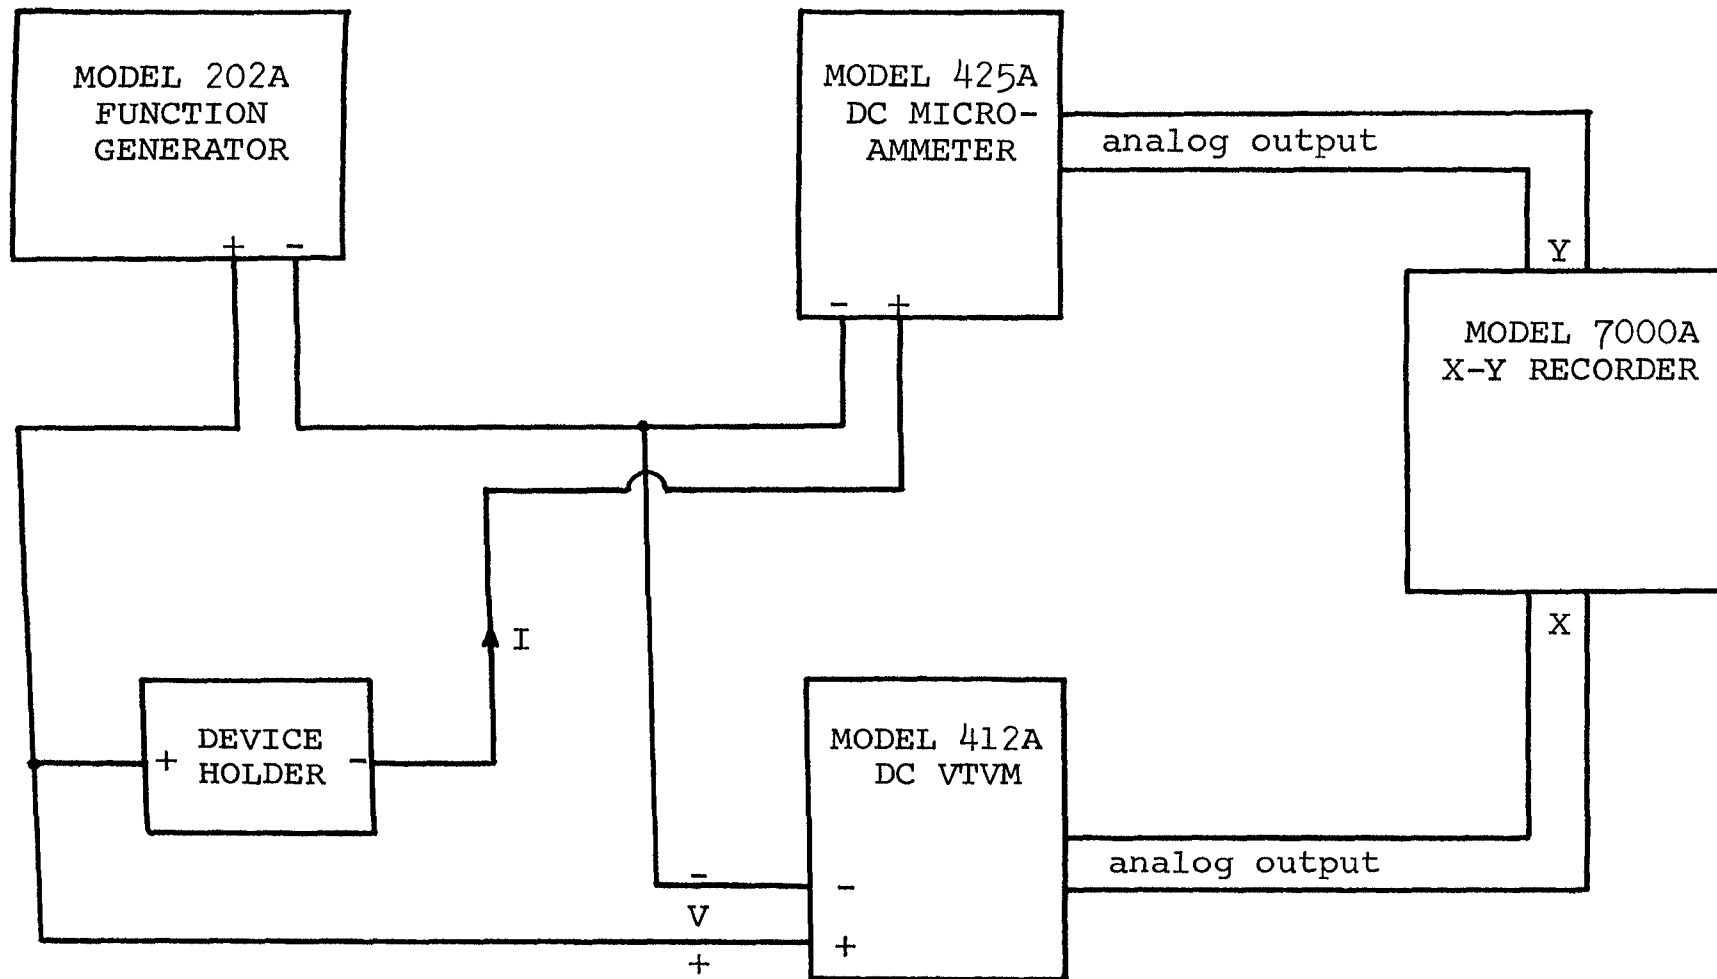 MODEL 202A
FUNCTION
GENERATOR
+ -
MODEL 425A
DC MICRO-
AMMETER
- +
analog output
Y
MODEL 7000A
X-Y RECORDER
X
I
DEVICE
HOLDER
+ -
MODEL 412A
DC VTVM
-
+
analog output
-
V
+